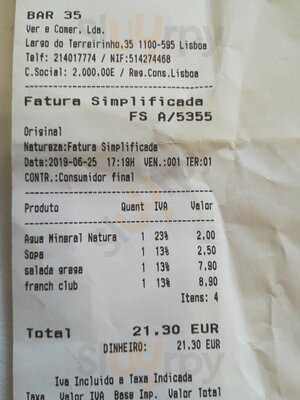 BAR 35
Ver e Comer, Lda.
Largo do Terreirinho,35 1100-595 Lisboa
Telf: 214017774 / NIF:514274468
C.Social: 2.000.00E / Reg.Cons.Lisboa
Fatura Simplificada
FS A/5355
Original
Natureza:Fatura Simplificada
Data:2019-06-25 17:19H VEN.:001 TER:01
CONTR.:Consumidor final
Produto Quant IVA Valor
Agua Mineral Natura 1 23% 2.00
Sopa 1 13% 2.50
salada grega 1 13% 7,90
french club 1 13% 8,90
Itens: 4
Total 21.30 EUR
DINHEIRO: 21.30 EUR
Iva Incluido a Taxa Indicada
Taxa Valor IVA Base Imp. Valor Total